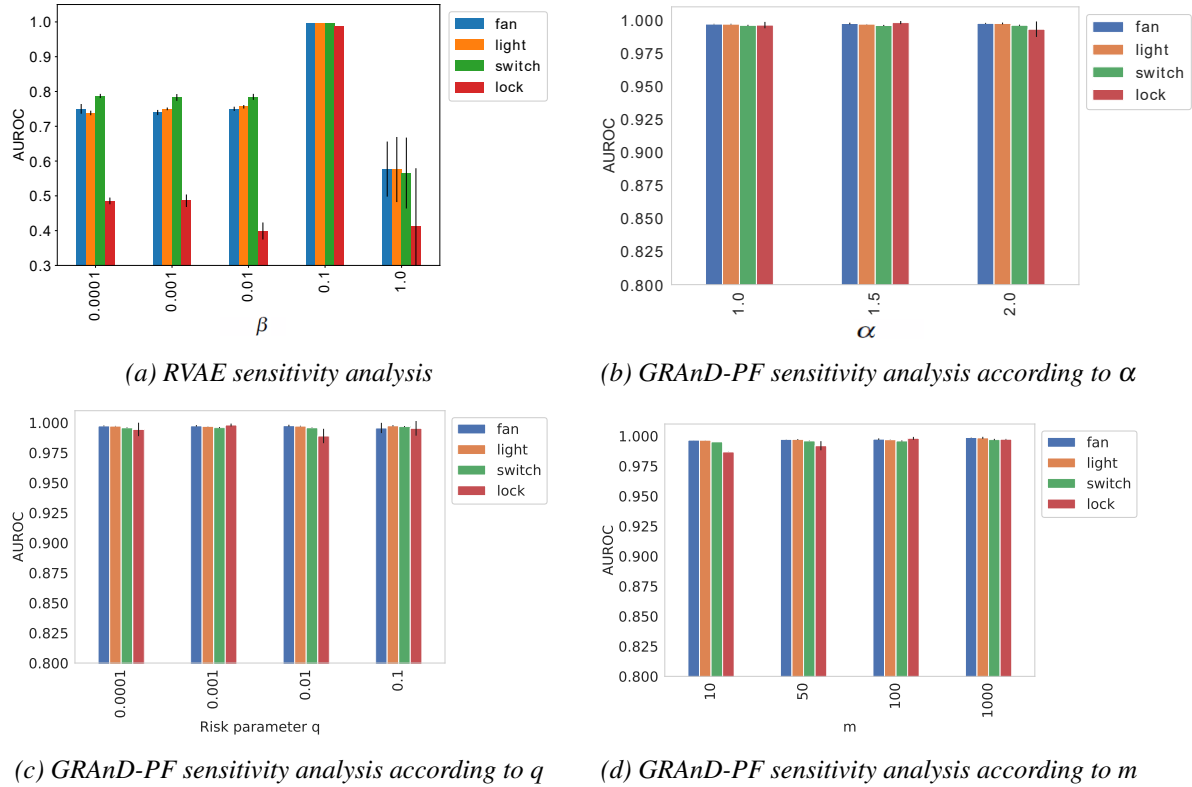 1.0
0.9
0.8
0.7
0.6
0.5
0.4
0.3
AUROC
0.0001
0.001
0.01
0.1
1.0
β
fan
light
switch
lock
(a) RVAE sensitivity analysis
1.000
0.975
0.950
0.925
0.900
0.875
0.850
0.825
0.800
AUROC
1.0
1.5
2.0
α
fan
light
switch
lock
(b) GRAnD-PF sensitivity analysis according to α
1.000
0.975
0.950
0.925
0.900
0.875
0.850
0.825
0.800
AUROC
0.0001
0.001
0.01
0.1
Risk parameter q
fan
light
switch
lock
(c) GRAnD-PF sensitivity analysis according to q
1.000
0.975
0.950
0.925
0.900
0.875
0.850
0.825
0.800
AUROC
10
50
100
1000
m
fan
light
switch
lock
(d) GRAnD-PF sensitivity analysis according to m